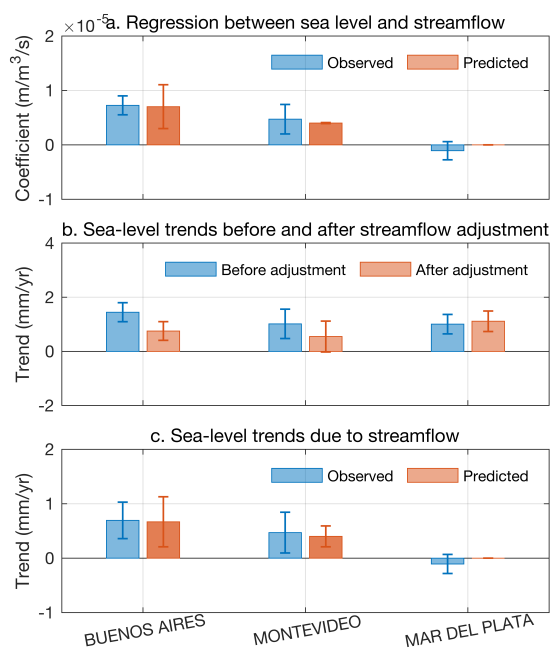 ×10⁻⁵
a. Regression between sea level and streamflow
Coefficient (m/m³/s)
2
1
0
-1
Observed
Predicted
b. Sea-level trends before and after streamflow adjustment
Trend (mm/yr)
4
2
0
-2
Before adjustment
After adjustment
c. Sea-level trends due to streamflow
Trend (mm/yr)
2
1
0
-1
Observed
Predicted
BUENOS AIRES
MONTEVIDEO
MAR DEL PLATA